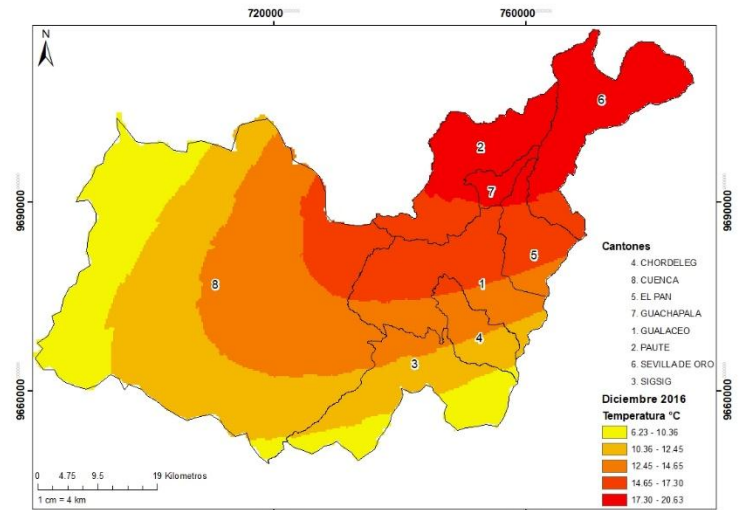 720000 760000
N
6
2
7
9690000 9690000
5
8
1
4
3
9660000 9660000
Cantones
4. CHORDELEG
8. CUENCA
5. EL PAN
7. GUACHAPALA
1. GUALACEO
2. PAUTE
6. SEVILLA DE ORO
3. SIGSIG
Diciembre 2016
Temperatura °C
6.23 - 10.36
10.36 - 12.45
12.45 - 14.65
14.65 - 17.30
17.30 - 20.63
0 4.75 9.5 19 Kilometros
1 cm = 4 km